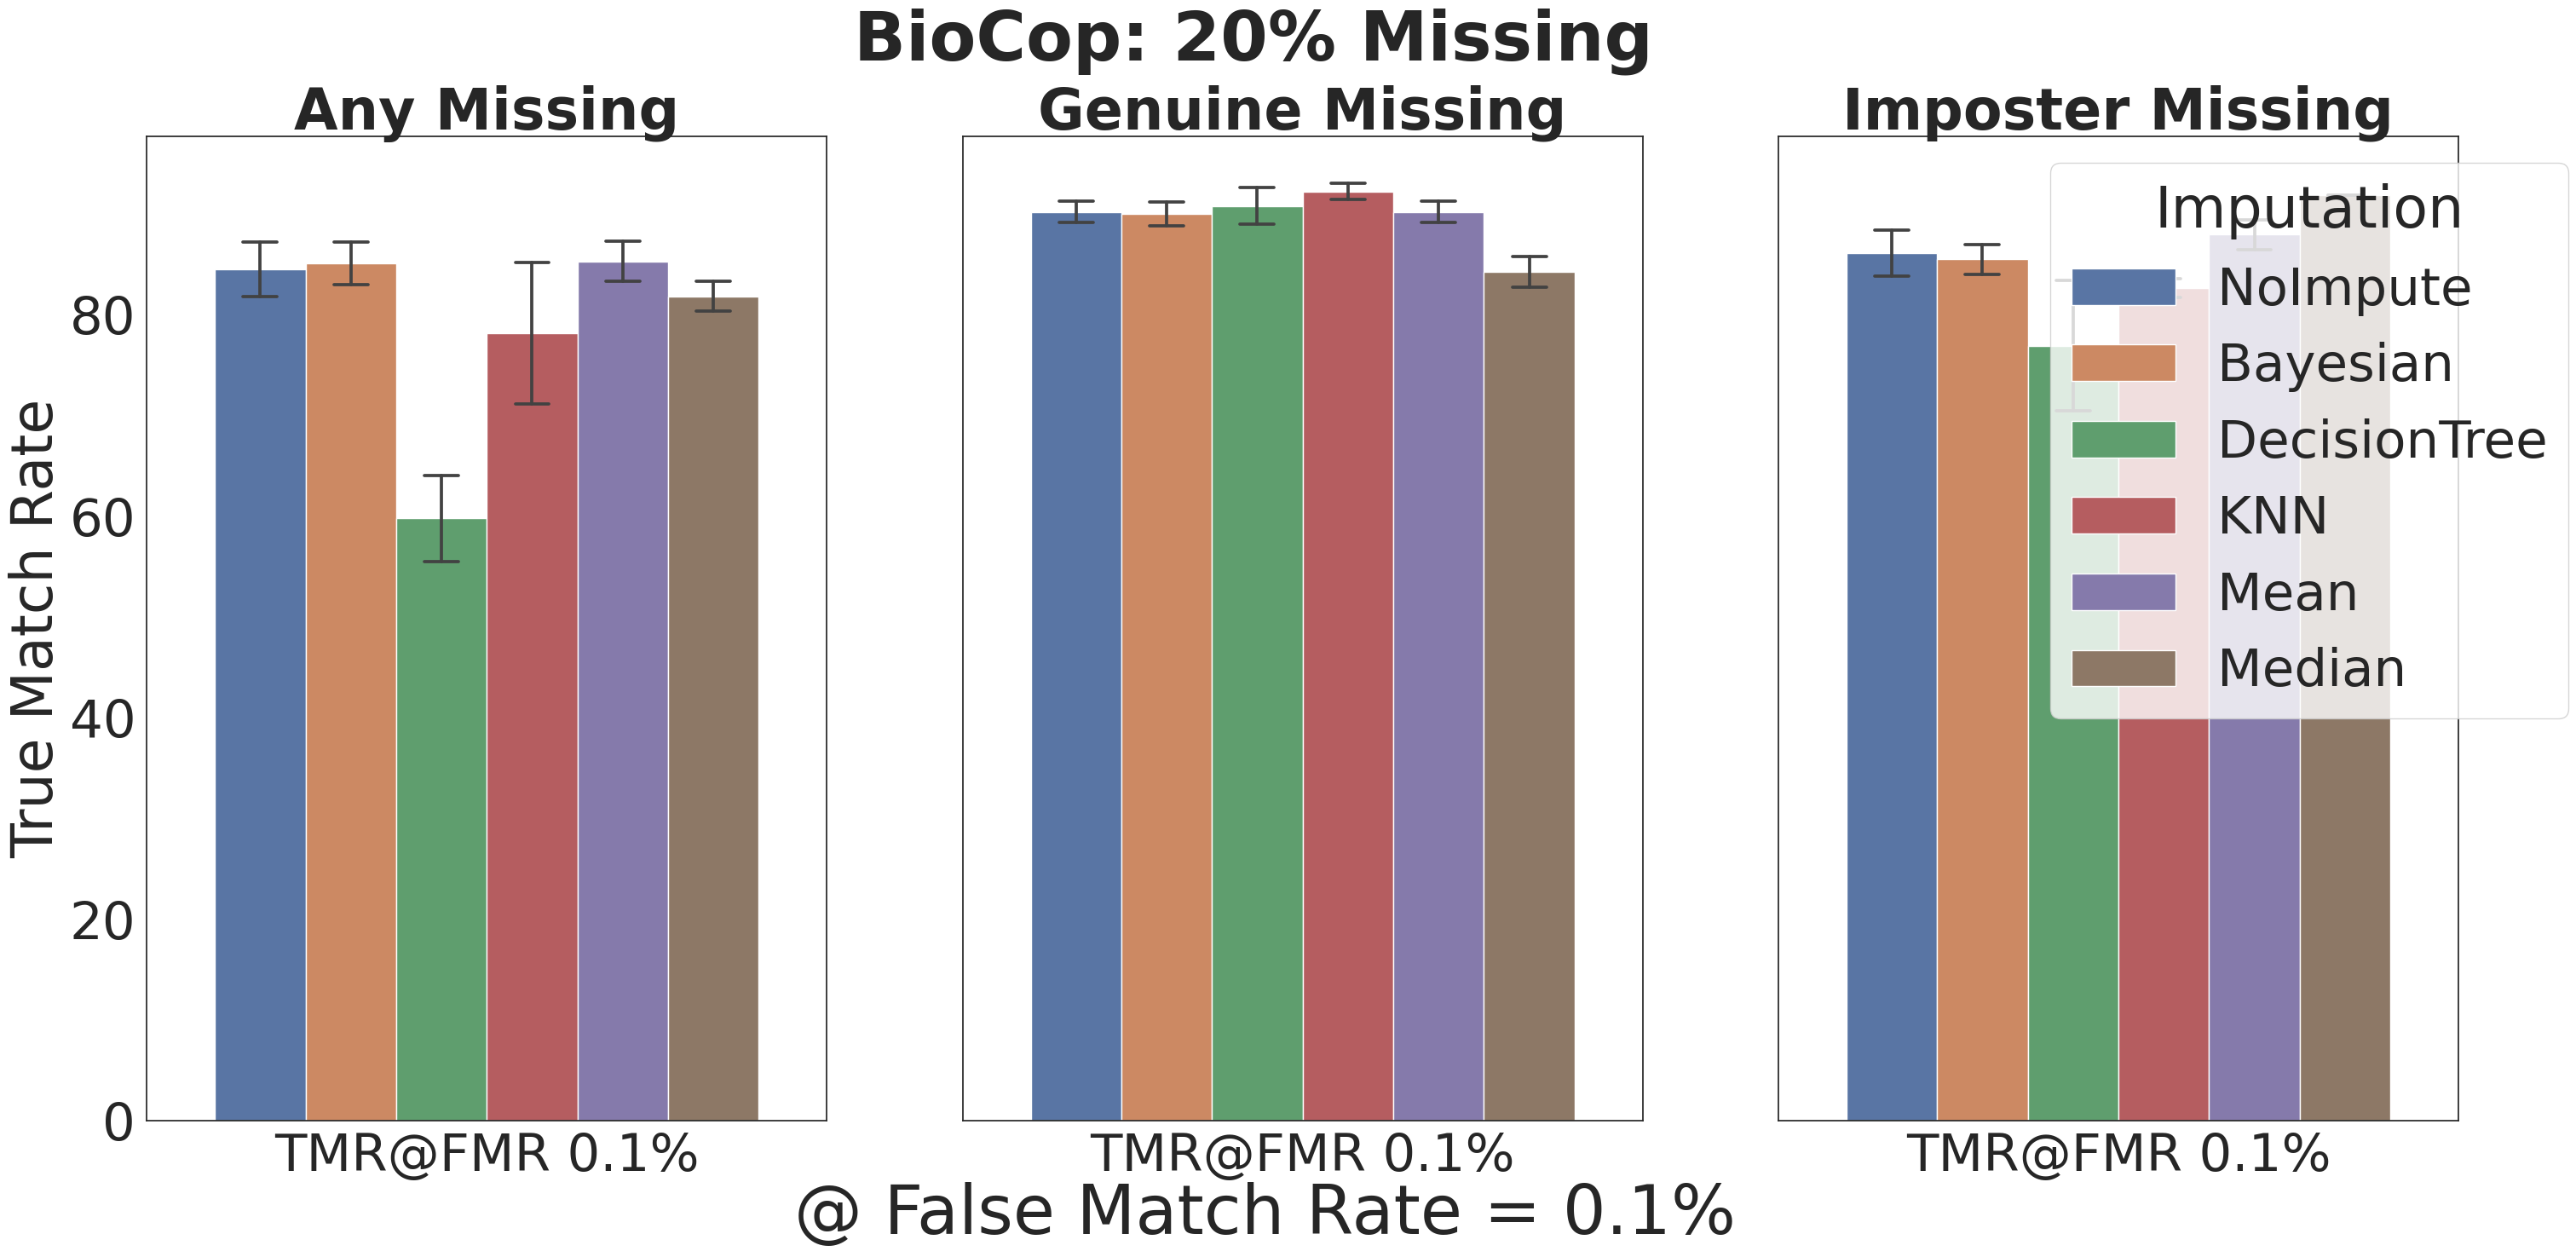 BioCop: 20% Missing
Any Missing
Genuine Missing
Imposter Missing
True Match Rate
80
60
40
20
0
Imputation
NoImpute
Bayesian
DecisionTree
KNN
Mean
Median
TMR@FMR 0.1%
TMR@FMR 0.1%
TMR@FMR 0.1%
@ False Match Rate = 0.1%